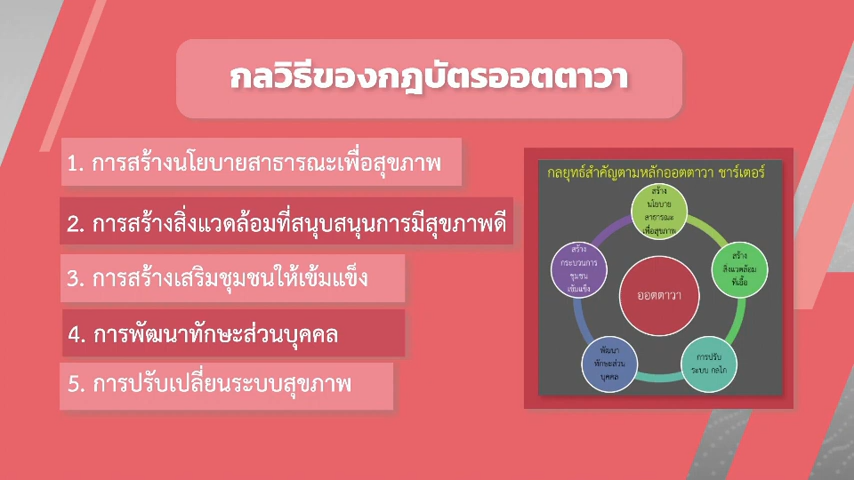 กลวิธีของกฎบัตรออตตาวา
1. การสร้างนโยบายสาธารณะเพื่อสุขภาพ
2. การสร้างสิ่งแวดล้อมที่สนุบสนุนการมีสุขภาพดี
3. การสร้างเสริมชุมชนให้เข้มแข็ง
4. การพัฒนาทักษะส่วนบุคคล
5. การปรับเปลี่ยนระบบสุขภาพ
กลยุทธ์สำคัญตามหลักออตตาวา ชาร์เตอร์
สร้าง
นโยบาย
สาธารณะ
เพื่อสุขภาพ
สร้าง
สิ่งแวดล้อม
ที่เอื้อ
การปรับ
ระบบ กลไก
พัฒนา
ทักษะส่วน
บุคคล
สร้าง
กระบวนการ
ชุมชน
เข้มแข็ง
ออตตาวา